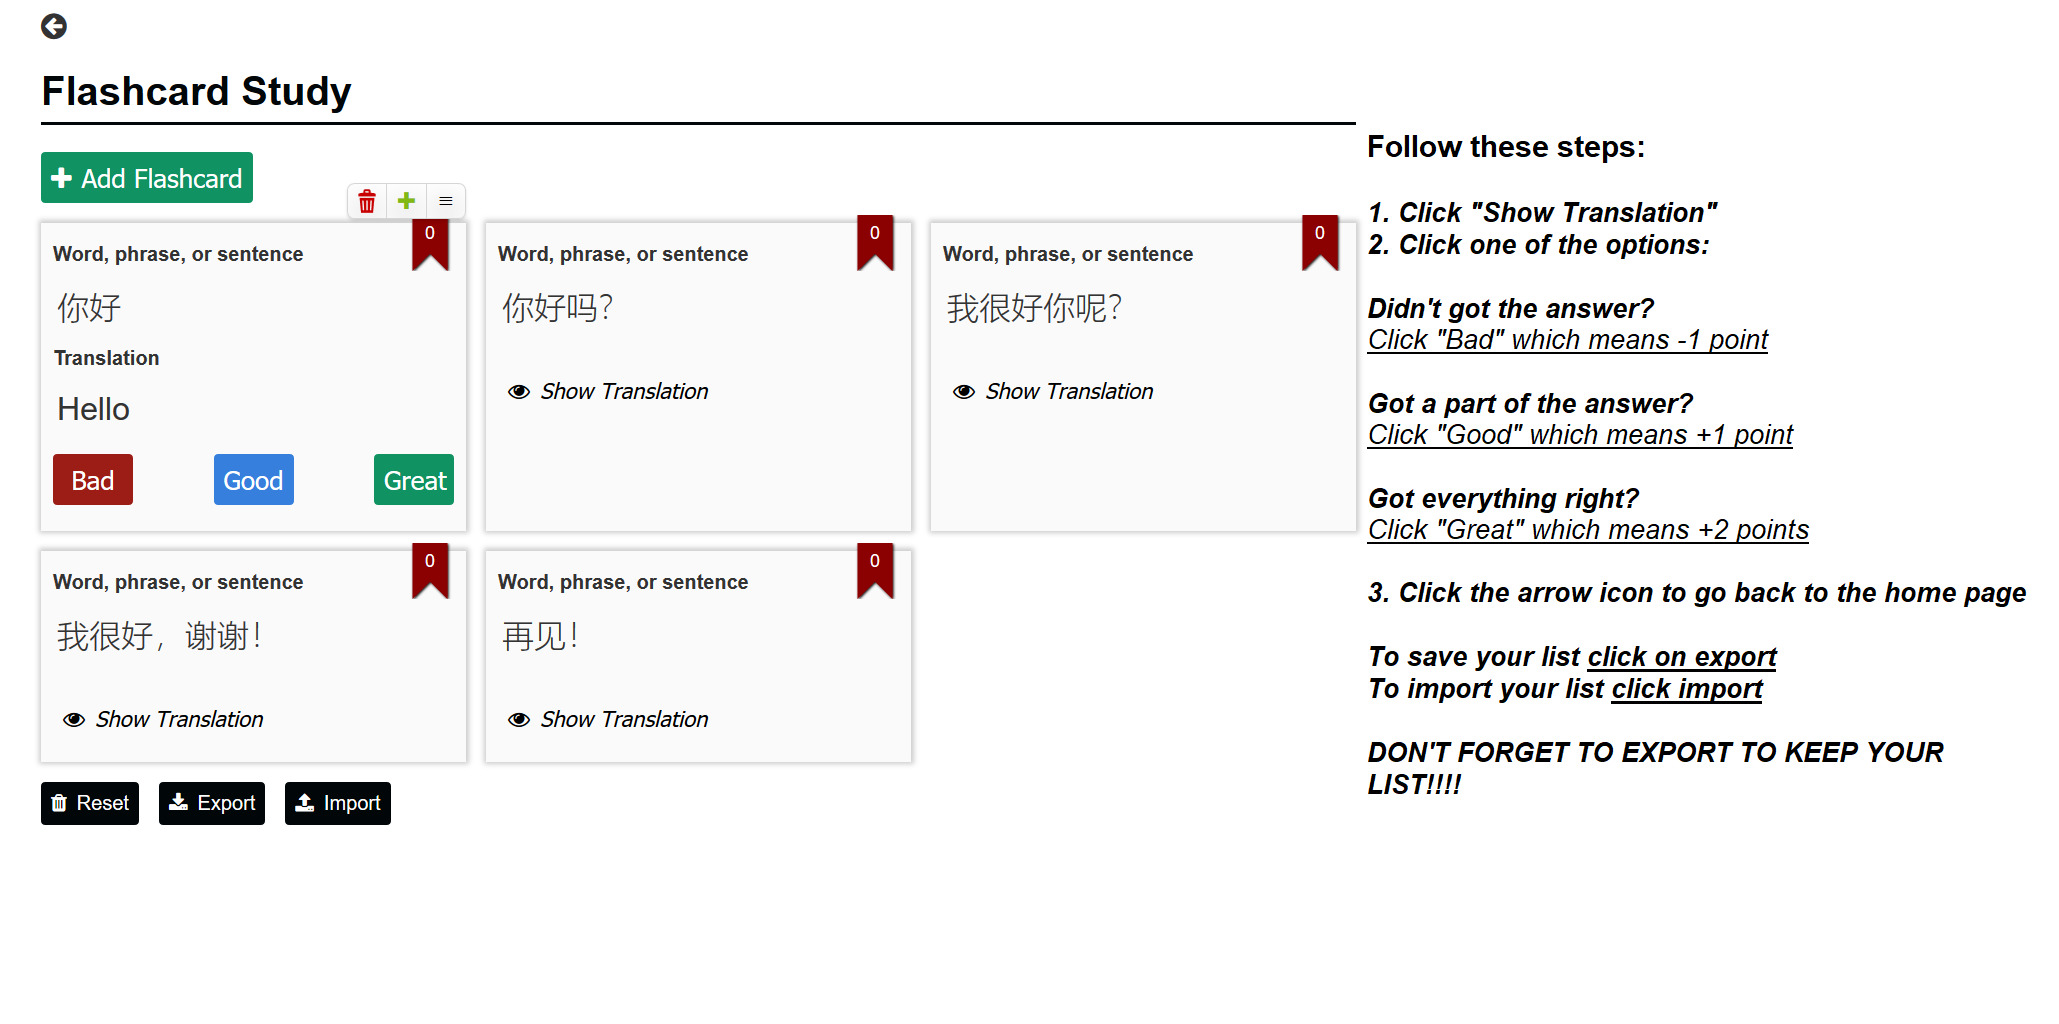 Flashcard Study
Add Flashcard
0
Word, phrase, or sentence
你好
Translation
Hello
Bad
Good
Great
0
Word, phrase, or sentence
你好吗？
Show Translation
0
Word, phrase, or sentence
我很好你呢？
Show Translation
0
Word, phrase, or sentence
我很好，谢谢！
Show Translation
0
Word, phrase, or sentence
再见！
Show Translation
Reset
Export
Import
Follow these steps:
1. Click "Show Translation"
2. Click one of the options:
Didn't got the answer?
Click "Bad" which means -1 point
Got a part of the answer?
Click "Good" which means +1 point
Got everything right?
Click "Great" which means +2 points
3. Click the arrow icon to go back to the home page
To save your list click on export
To import your list click import
DON'T FORGET TO EXPORT TO KEEP YOUR
LIST!!!!